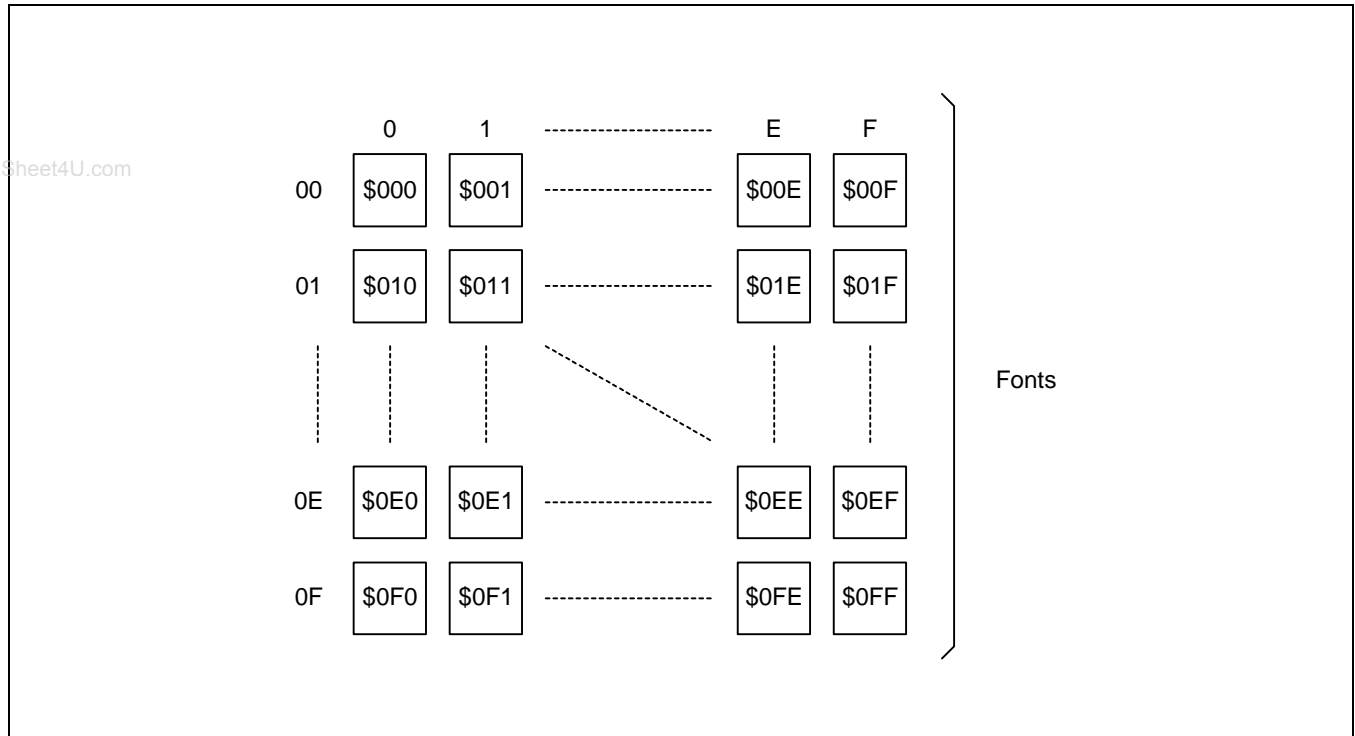 0 1 E F
Sheet4U.com
00 $000 $001 $00E $00F
01 $010 $011 $01E $01F
Fonts
0E $0E0 $0E1 $0EE $0EF
0F $0F0 $0F1 $0FE $0FF